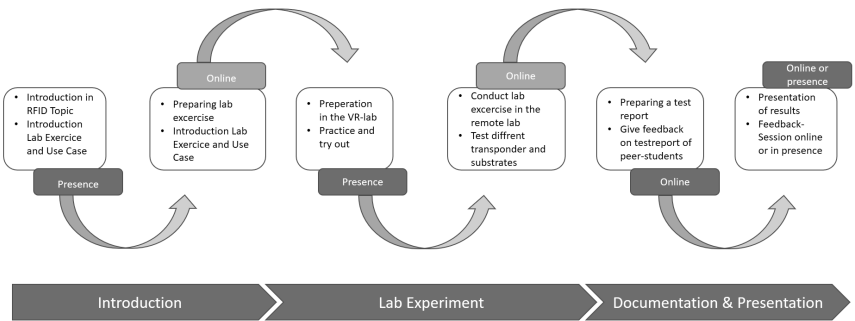 • Introduction in
RFID Topic
• Introduction
Lab Exercice
and Use Case
Presence
Online
• Preparing lab
excercise
• Introduction Lab
Exercice and Use
Case
• Preperation
in the VR-lab
• Practice and
try out
Presence
Online
• Conduct lab
excercise in the
remote lab
• Test diffrent
transponder and
substrates
• Preparing a test
report
• Give feedback
on testreport of
peer-students
Online
Online or
presence
• Presentation
of results
• Feedback-
Session online
or in presence
Introduction
Lab Experiment
Documentation & Presentation